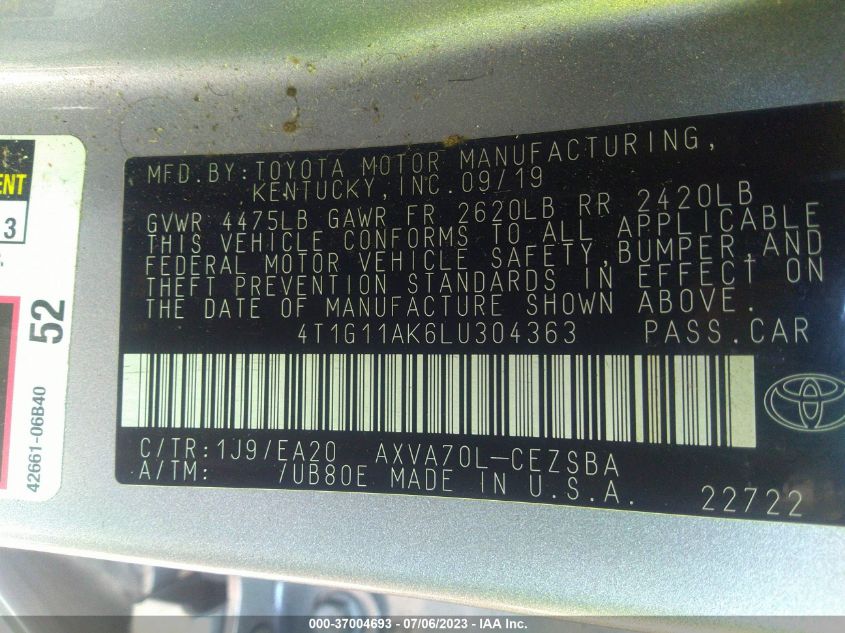 ENT
13
52
42661-06B40
MFD.BY:TOYOTA MOTOR MANUFACTURING,
KENTUCKY,INC.09/19
GVWR 4475LB GAWR FR 2620LB RR 2420LB
THIS VEHICLE CONFORMS TO ALL APPLICABLE
FEDERAL MOTOR VEHICLE SAFETY,BUMPER,AND
THEFT PREVENTION STANDARDS IN EFFECT ON
THE DATE OF MANUFACTURE SHOWN ABOVE.
4T1G11AK6LU304363 PASS.CAR
C/TR:1J9/EA20 AXVA70L-CEZSBA
A/TM: /UB80E MADE IN U.S.A.
22722
000-37004693 - 07/06/2023 - IAA Inc.